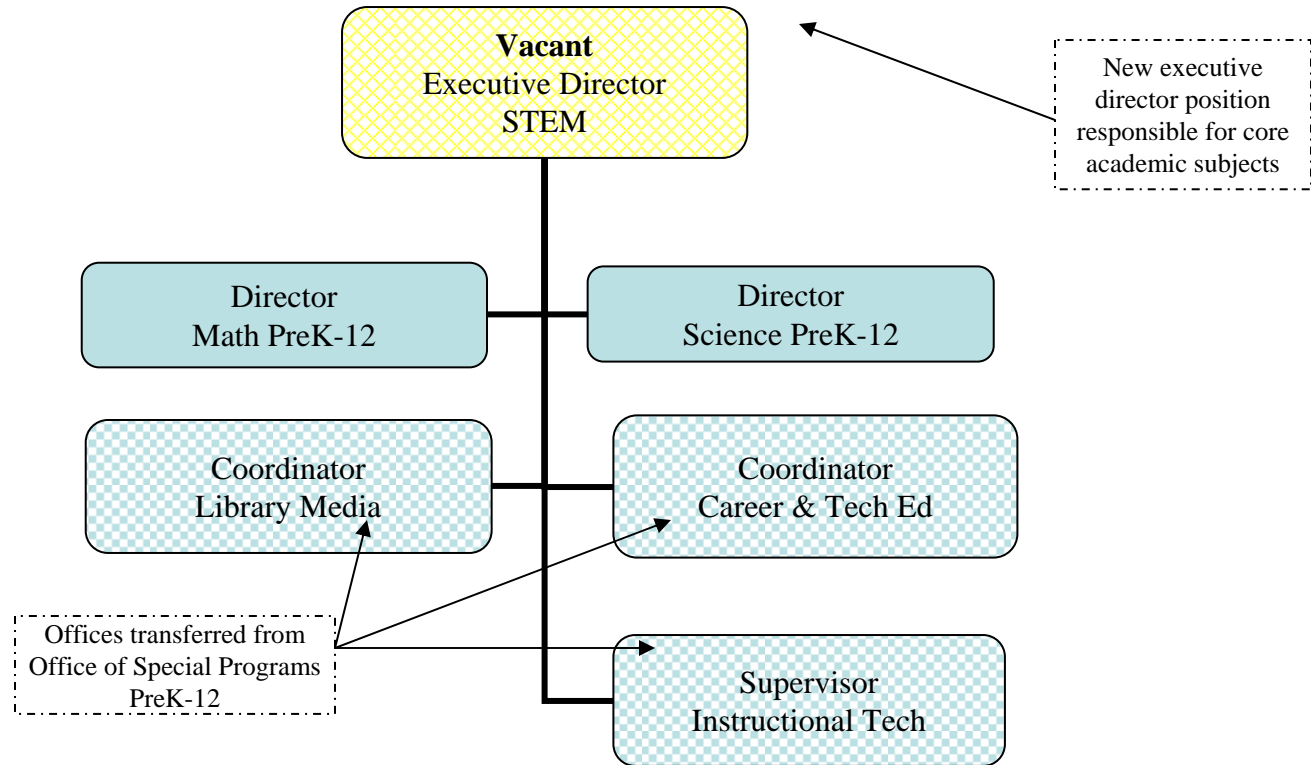 Vacant
Executive Director
STEM
New executive
director position
responsible for core
academic subjects
Director
Math PreK-12
Director
Science PreK-12
Coordinator
Library Media
Coordinator
Career & Tech Ed
Offices transferred from
Office of Special Programs
PreK-12
Supervisor
Instructional Tech